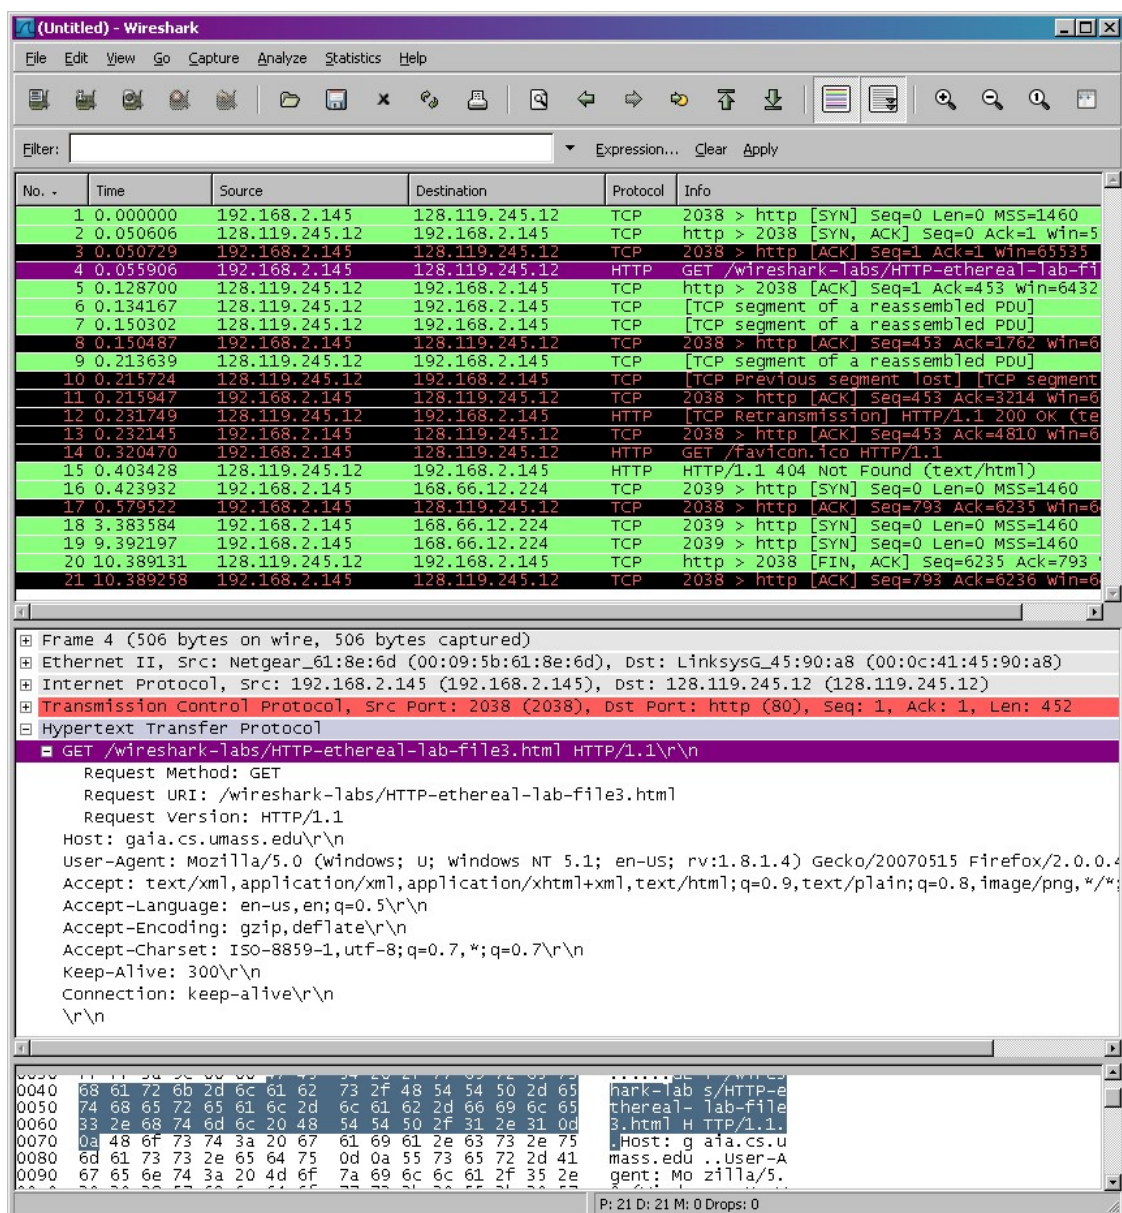 (Untitled) - Wireshark
File Edit View Go Capture Analyze Statistics Help
Filter: Expression... Clear Apply
No. Time Source Destination Protocol Info
1 0.000000 192.168.2.145 128.119.245.12 TCP 2038 > http [SYN] Seq=0 Len=0 MSS=1460
2 0.050606 128.119.245.12 192.168.2.145 TCP http > 2038 [SYN, ACK] Seq=0 Ack=1 Win=5
3 0.050729 192.168.2.145 128.119.245.12 TCP 2038 > http [ACK] Seq=1 Ack=1 Win=65535
4 0.055906 192.168.2.145 128.119.245.12 HTTP GET /wireshark-labs/HTTP-ethereal-lab-fi
5 0.128700 128.119.245.12 192.168.2.145 TCP http > 2038 [ACK] Seq=1 Ack=453 Win=6432
6 0.134167 128.119.245.12 192.168.2.145 TCP [TCP segment of a reassembled PDU]
7 0.150302 128.119.245.12 192.168.2.145 TCP [TCP segment of a reassembled PDU]
8 0.150487 192.168.2.145 128.119.245.12 TCP 2038 > http [ACK] Seq=453 Ack=1762 Win=6
9 0.213639 128.119.245.12 192.168.2.145 TCP [TCP segment of a reassembled PDU]
10 0.215724 128.119.245.12 192.168.2.145 TCP [TCP Previous segment lost] [TCP segment
11 0.215947 192.168.2.145 128.119.245.12 TCP 2038 > http [ACK] Seq=453 Ack=3214 Win=6
12 0.231749 128.119.245.12 192.168.2.145 HTTP [TCP Retransmission] HTTP/1.1 200 OK (te
13 0.232145 192.168.2.145 128.119.245.12 TCP 2038 > http [ACK] Seq=453 Ack=4810 Win=6
14 0.320470 192.168.2.145 128.119.245.12 HTTP GET /favicon.ico HTTP/1.1
15 0.403428 128.119.245.12 192.168.2.145 HTTP HTTP/1.1 404 Not Found (text/html)
16 0.423932 192.168.2.145 168.66.12.224 TCP 2039 > http [SYN] Seq=0 Len=0 MSS=1460
17 0.579522 192.168.2.145 128.119.245.12 TCP 2038 > http [ACK] Seq=793 Ack=6235 Win=6
18 3.383584 192.168.2.145 168.66.12.224 TCP 2039 > http [SYN] Seq=0 Len=0 MSS=1460
19 9.392197 192.168.2.145 168.66.12.224 TCP 2039 > http [SYN] Seq=0 Len=0 MSS=1460
20 10.389131 128.119.245.12 192.168.2.145 TCP http > 2038 [FIN, ACK] Seq=6235 Ack=793
21 10.389258 192.168.2.145 128.119.245.12 TCP 2038 > http [ACK] Seq=793 Ack=6236 Win=6
Frame 4 (506 bytes on wire, 506 bytes captured)
Ethernet II, Src: Netgear_61:8e:6d (00:09:5b:61:8e:6d), Dst: LinksysG_45:90:a8 (00:0c:41:45:90:a8)
Internet Protocol, Src: 192.168.2.145 (192.168.2.145), Dst: 128.119.245.12 (128.119.245.12)
Transmission Control Protocol, Src Port: 2038 (2038), Dst Port: http (80), Seq: 1, Ack: 1, Len: 452
Hypertext Transfer Protocol
GET /wireshark-labs/HTTP-ethereal-lab-file3.html HTTP/1.1\r\n
Request Method: GET
Request URI: /wireshark-labs/HTTP-ethereal-lab-file3.html
Request Version: HTTP/1.1
Host: gaia.cs.umass.edu\r\n
User-Agent: Mozilla/5.0 (Windows; U; Windows NT 5.1; en-US; rv:1.8.1.4) Gecko/20070515 Firefox/2.0.0.4
Accept: text/xml,application/xml,application/xhtml+xml,text/html;q=0.9,text/plain;q=0.8,image/png,*/*;
Accept-Language: en-us,en;q=0.5\r\n
Accept-Encoding: gzip,deflate\r\n
Accept-Charset: ISO-8859-1,utf-8;q=0.7,*;q=0.7\r\n
Keep-Alive: 300\r\n
Connection: keep-alive\r\n
\r\n
0040 68 61 72 6b 2d 6c 61 62 73 2f 48 54 54 50 2d 65 hark-lab s/HTTP-e
0050 74 68 65 72 65 61 6c 2d 6c 61 62 2d 66 69 6c 65 thereal- lab-file
0060 33 2e 68 74 6d 6c 20 48 54 54 50 2f 31 2e 31 0d 3.html H TTP/1.1.
0070 0a 48 6f 73 74 3a 20 67 61 69 61 2e 63 73 2e 75 .Host: g aia.cs.u
0080 6d 61 73 73 2e 65 64 75 0d 0a 55 73 65 72 2d 41 mass.edu ..User-A
0090 67 65 6e 74 3a 20 4d 6f 7a 69 6c 6c 61 2f 35 2e gent: Mo zilla/5.
P: 21 D: 21 M: 0 Drops: 0